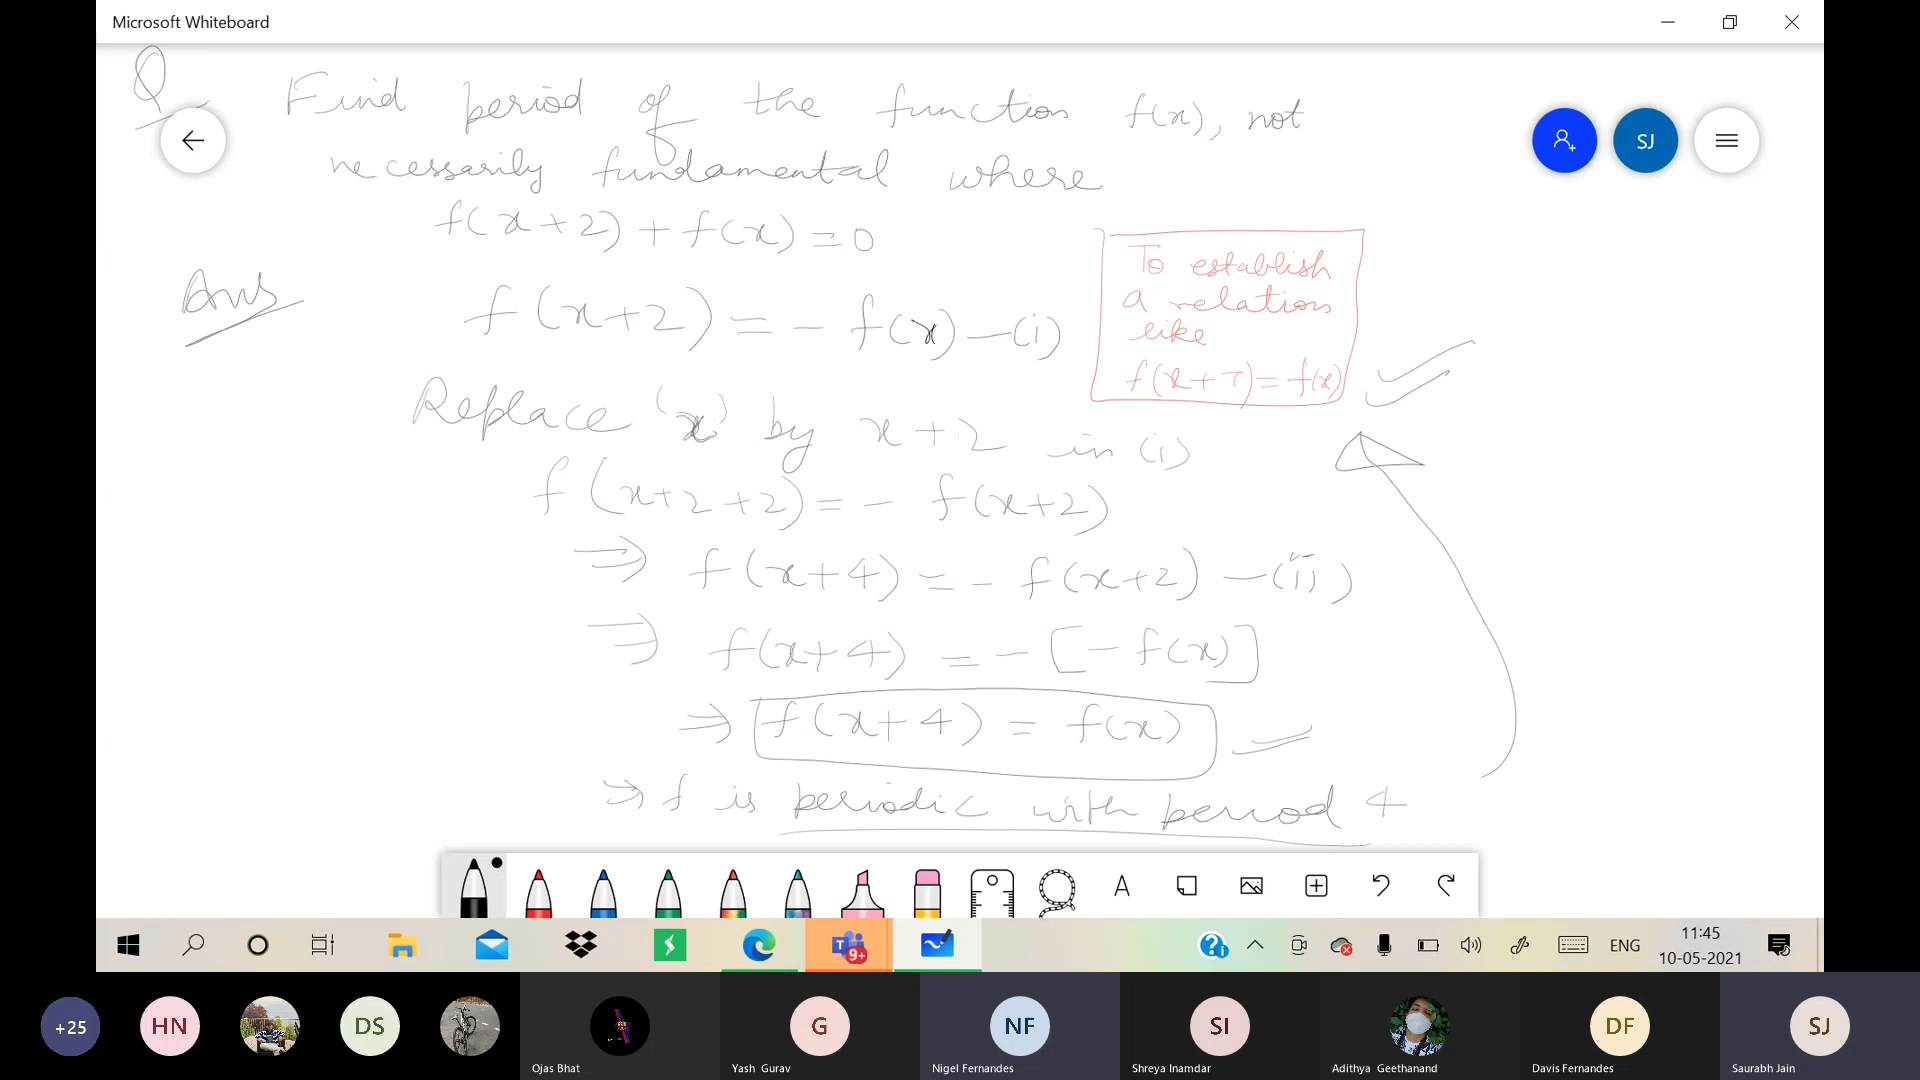 Microsoft Whiteboard
Q Find period of the function f(x), not
necessarily fundamental where
f(x+2) + f(x) = 0
SJ
Ans
f(x+2) = - f(x) —(i)
To establish
a relation
like
f(x+T) = f(x)
Replace 'x' by x+2 in (i)
f(x+2+2) = - f(x+2)
⇒ f(x+4) = - f(x+2) —(ii)
⇒ f(x+4) = - [- f(x)]
⇒ f(x+4) = f(x)
⇒ f is periodic with period 4
A
9+
ENG
11:45
10-05-2021
+25
HN
DS
G
NF
SI
DF
SJ
Ojas Bhat
Yash Gurav
Nigel Fernandes
Shreya Inamdar
Adithya Geethanand
Davis Fernandes
Saurabh Jain